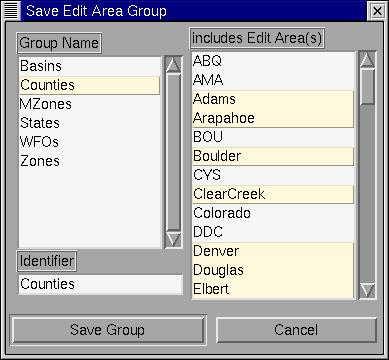 Save Edit Area Group
Group Name
Basins
Counties
MZones
States
WFOs
Zones
Identifier
Counties
includes Edit Area(s)
ABQ
AMA
Adams
Arapahoe
BOU
Boulder
CYS
ClearCreek
Colorado
DDC
Denver
Douglas
Elbert
Save Group
Cancel